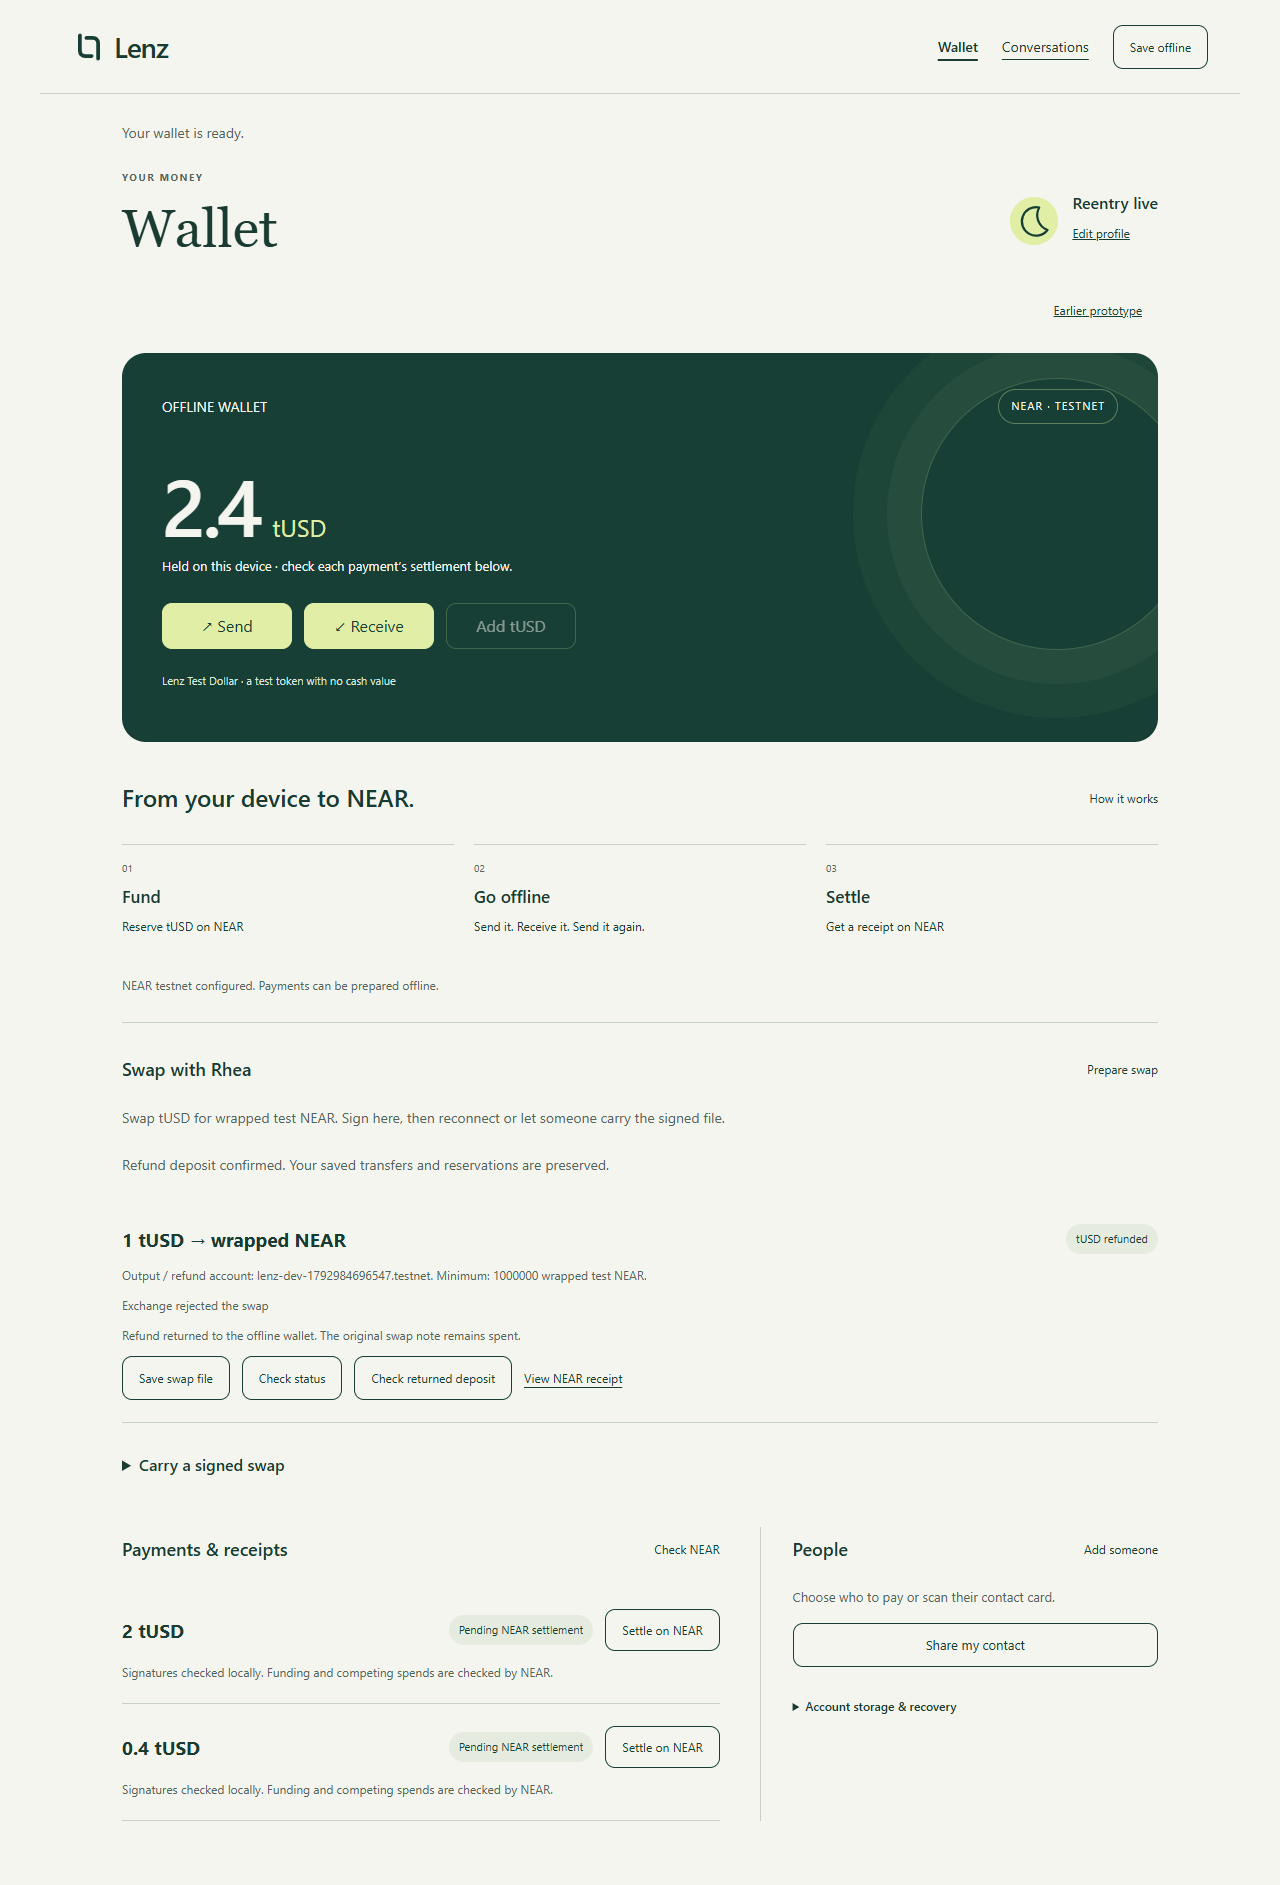 Lenz
Wallet
Conversations
Save offline
Your wallet is ready.
YOUR MONEY
Wallet
Reentry live
Edit profile
Earlier prototype
OFFLINE WALLET
NEAR · TESTNET
2.4 tUSD
Held on this device · check each payment's settlement below.
↗ Send
↙ Receive
Add tUSD
Lenz Test Dollar · a test token with no cash value
From your device to NEAR.
How it works
01
Fund
Reserve tUSD on NEAR
02
Go offline
Send it. Receive it. Send it again.
03
Settle
Get a receipt on NEAR
NEAR testnet configured. Payments can be prepared offline.
Swap with Rhea
Prepare swap
Swap tUSD for wrapped test NEAR. Sign here, then reconnect or let someone carry the signed file.
Refund deposit confirmed. Your saved transfers and reservations are preserved.
1 tUSD → wrapped NEAR
tUSD refunded
Output / refund account: lenz-dev-1792984696547.testnet. Minimum: 1000000 wrapped test NEAR.
Exchange rejected the swap
Refund returned to the offline wallet. The original swap note remains spent.
Save swap file
Check status
Check returned deposit
View NEAR receipt
Carry a signed swap
Payments & receipts
Check NEAR
2 tUSD
Pending NEAR settlement
Settle on NEAR
Signatures checked locally. Funding and competing spends are checked by NEAR.
0.4 tUSD
Pending NEAR settlement
Settle on NEAR
Signatures checked locally. Funding and competing spends are checked by NEAR.
People
Add someone
Choose who to pay or scan their contact card.
Share my contact
Account storage & recovery